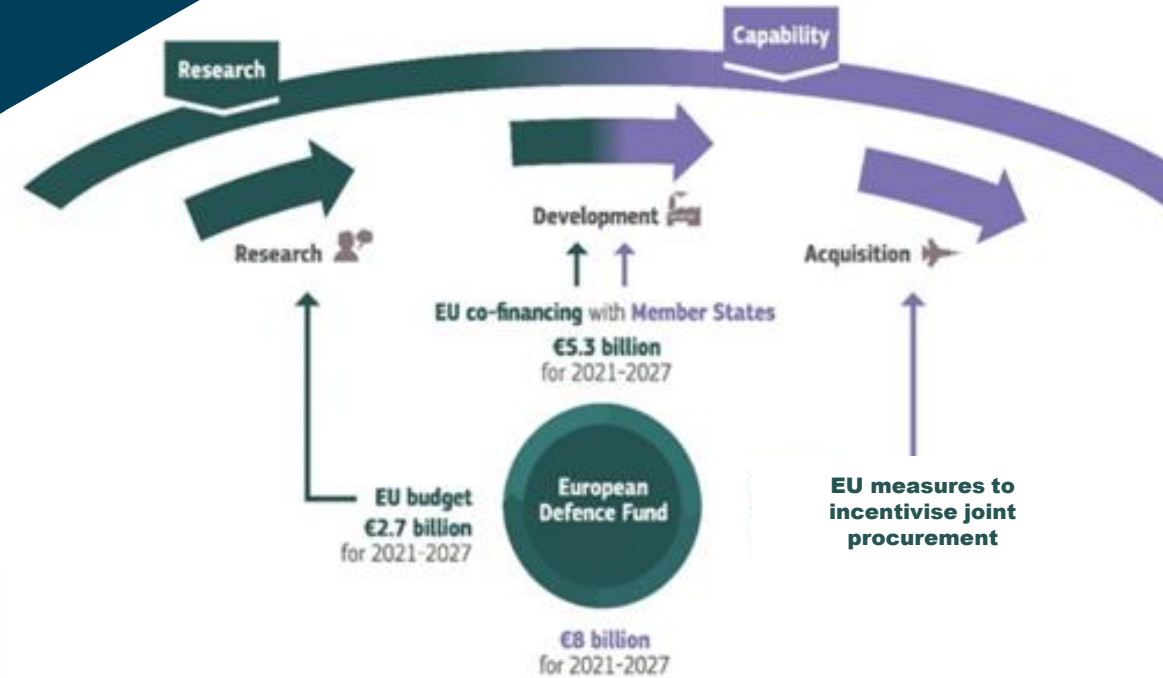 Research
Capability
Research
Development
Acquisition
EU co-financing with Member States
€5.3 billion
for 2021-2027
EU budget
€2.7 billion
for 2021-2027
European
Defence Fund
EU measures to
incentivise joint
procurement
€8 billion
for 2021-2027